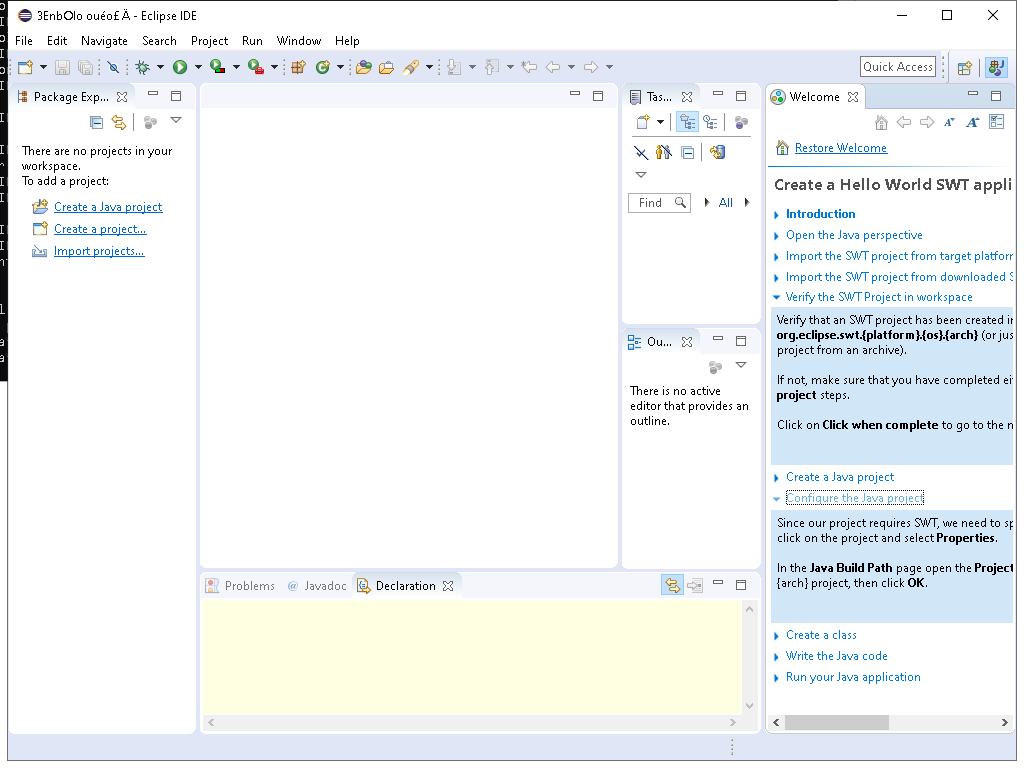 3EnbOlo ouéo£Ä - Eclipse IDE
File Edit Navigate Search Project Run Window Help
Quick Access
Package Exp...
There are no projects in your
workspace.
To add a project:
Create a Java project
Create a project...
Import projects...
Tas...
Find
All
Ou...
There is no active
editor that provides an
outline.
Problems
@ Javadoc
Declaration
Welcome
Restore Welcome
Create a Hello World SWT appli
Introduction
Open the Java perspective
Import the SWT project from target platfor
Import the SWT project from downloaded S
Verify the SWT Project in workspace
Verify that an SWT project has been created in
org.eclipse.swt.{platform}.{os}.{arch} (or jus
project from an archive).
If not, make sure that you have completed ei
project steps.
Click on Click when complete to go to the n
Create a Java project
Configure the Java project
Since our project requires SWT, we need to sp
click on the project and select Properties.
In the Java Build Path page open the Project
{arch} project, then click OK.
Create a class
Write the Java code
Run your Java application